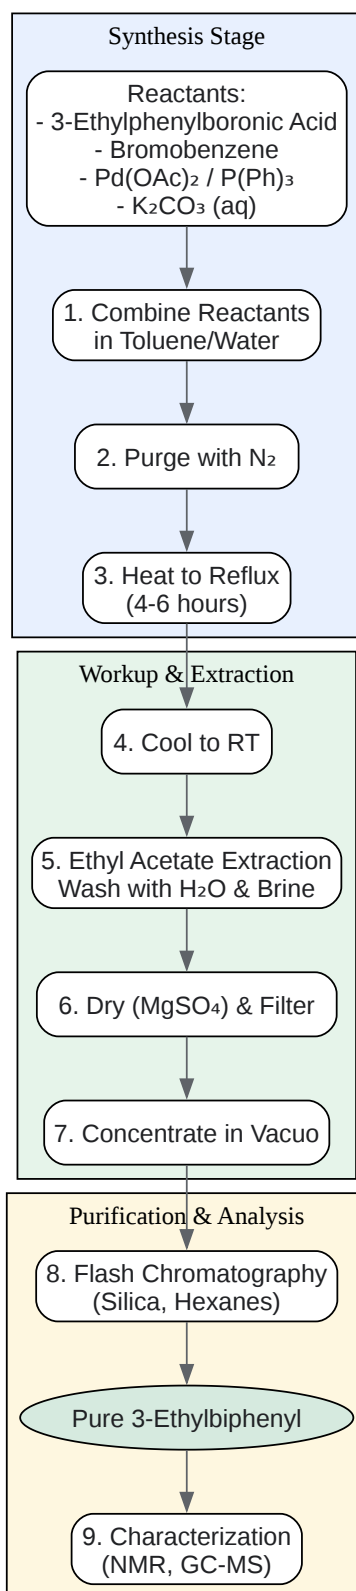 Synthesis Stage
Reactants:
- 3-Ethylphenylboronic Acid
- Bromobenzene
- Pd(OAc)₂ / P(Ph)₃
- K₂CO₃ (aq)
1. Combine Reactants
in Toluene/Water
2. Purge with N₂
3. Heat to Reflux
(4-6 hours)
Workup & Extraction
4. Cool to RT
5. Ethyl Acetate Extraction
Wash with H₂O & Brine
6. Dry (MgSO₄) & Filter
7. Concentrate in Vacuo
Purification & Analysis
8. Flash Chromatography
(Silica, Hexanes)
Pure 3-Ethylbiphenyl
9. Characterization
(NMR, GC-MS)